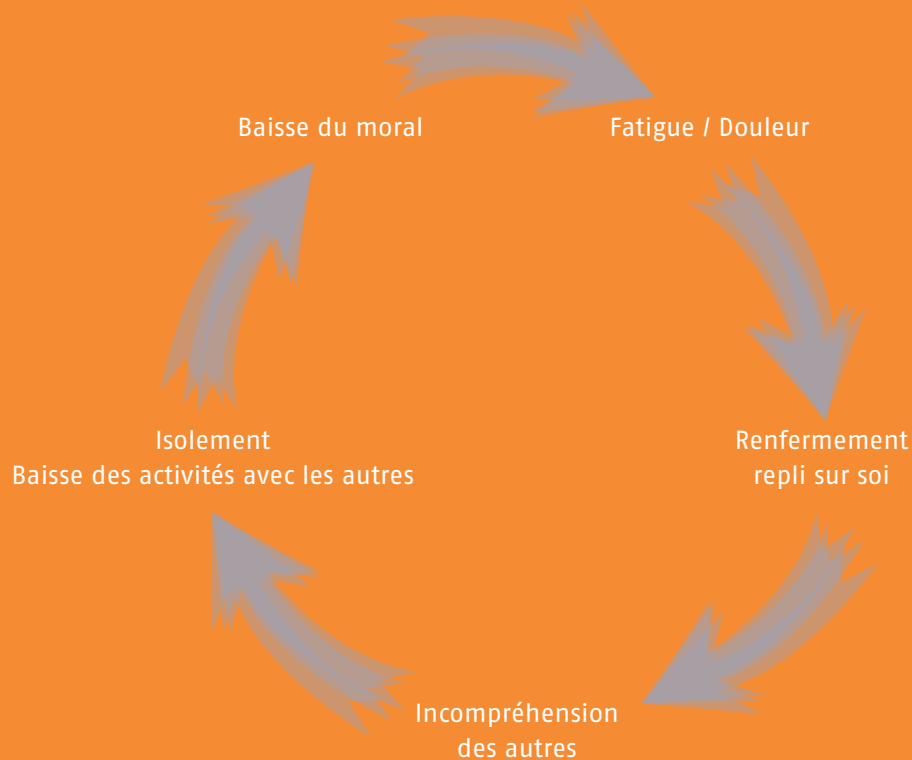 Baisse du moral
Fatigue / Douleur
Renfermement
repli sur soi
Incompréhension
des autres
Isolement
Baisse des activités avec les autres